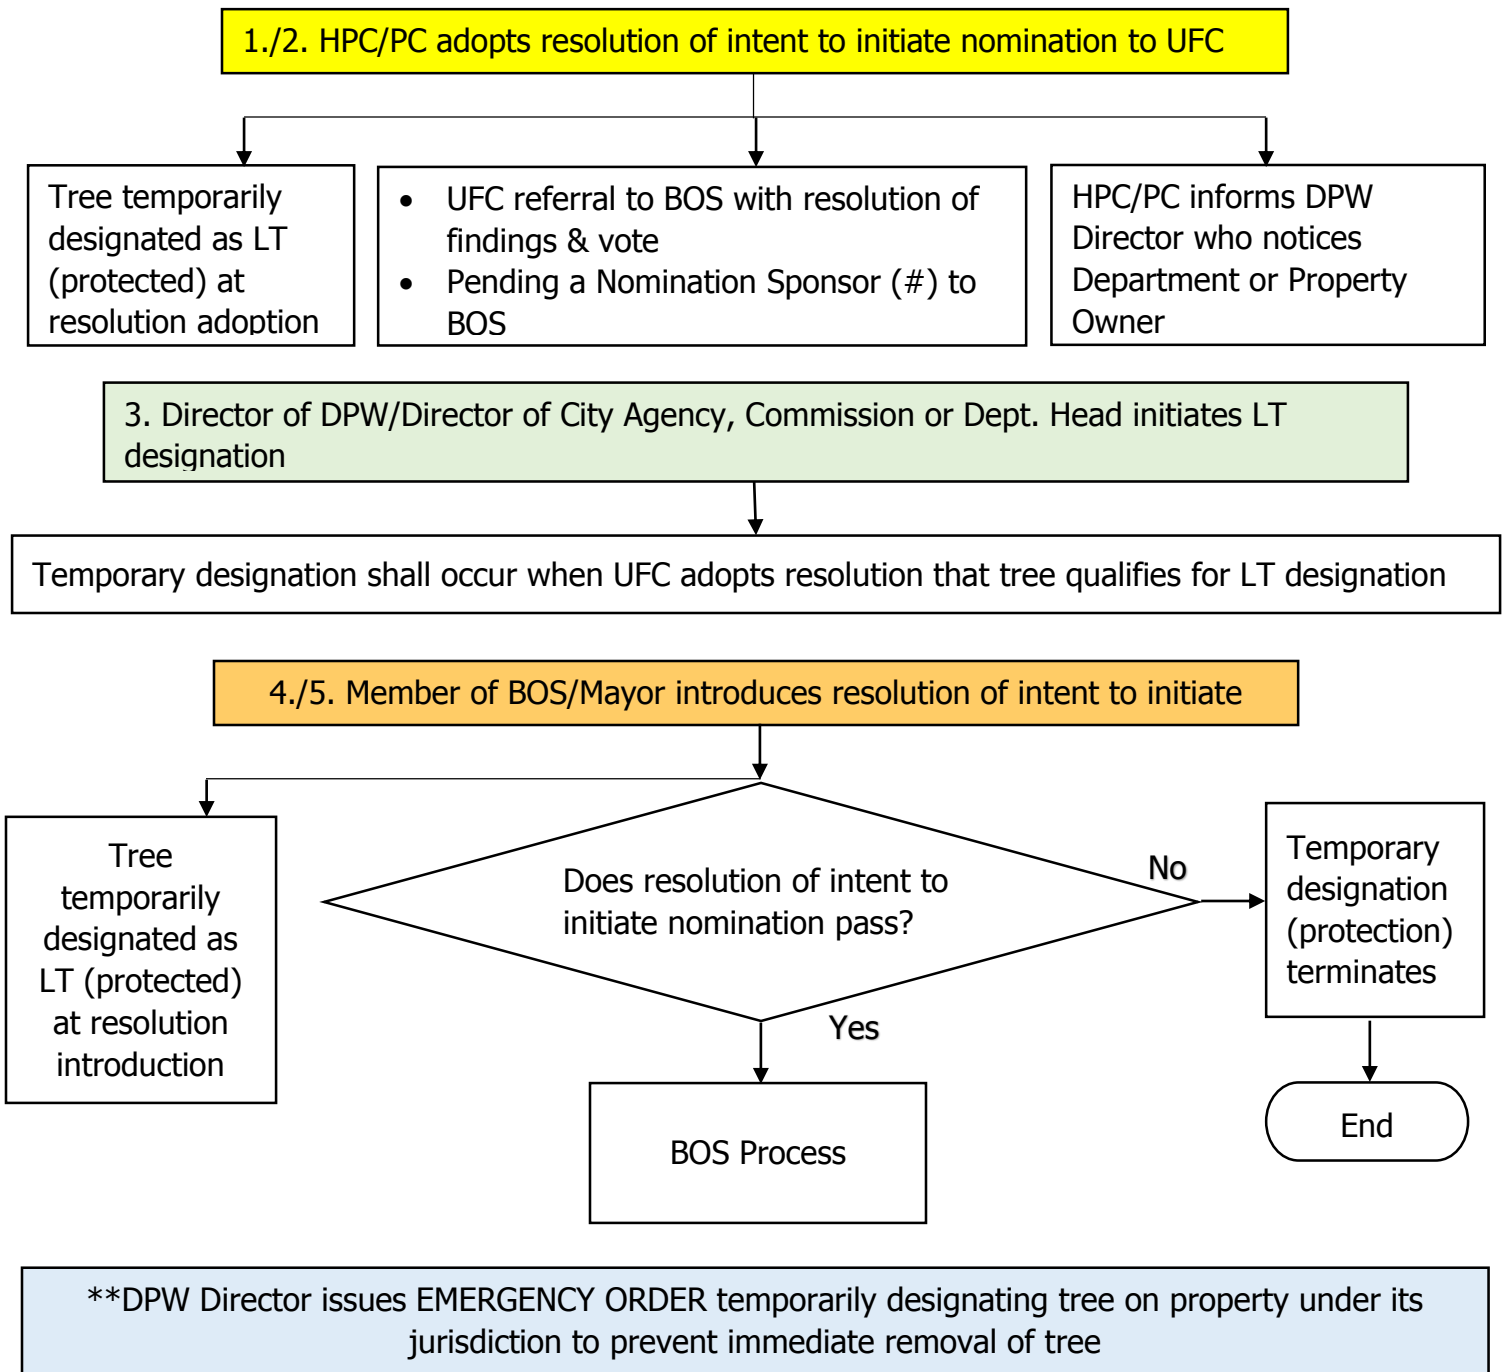 1./2. HPC/PC adopts resolution of intent to initiate nomination to UFC
Tree temporarily
designated as LT
(protected) at
resolution adoption
• UFC referral to BOS with resolution of
findings & vote
• Pending a Nomination Sponsor (#) to
BOS
HPC/PC informs DPW
Director who notices
Department or Property
Owner
3. Director of DPW/Director of City Agency, Commission or Dept. Head initiates LT
designation
Temporary designation shall occur when UFC adopts resolution that tree qualifies for LT designation
4./5. Member of BOS/Mayor introduces resolution of intent to initiate
Tree
temporarily
designated as
LT (protected)
at resolution
introduction
Does resolution of intent to
initiate nomination pass?
No
Temporary
designation
(protection)
terminates
Yes
BOS Process
End
**DPW Director issues EMERGENCY ORDER temporarily designating tree on property under its
jurisdiction to prevent immediate removal of tree